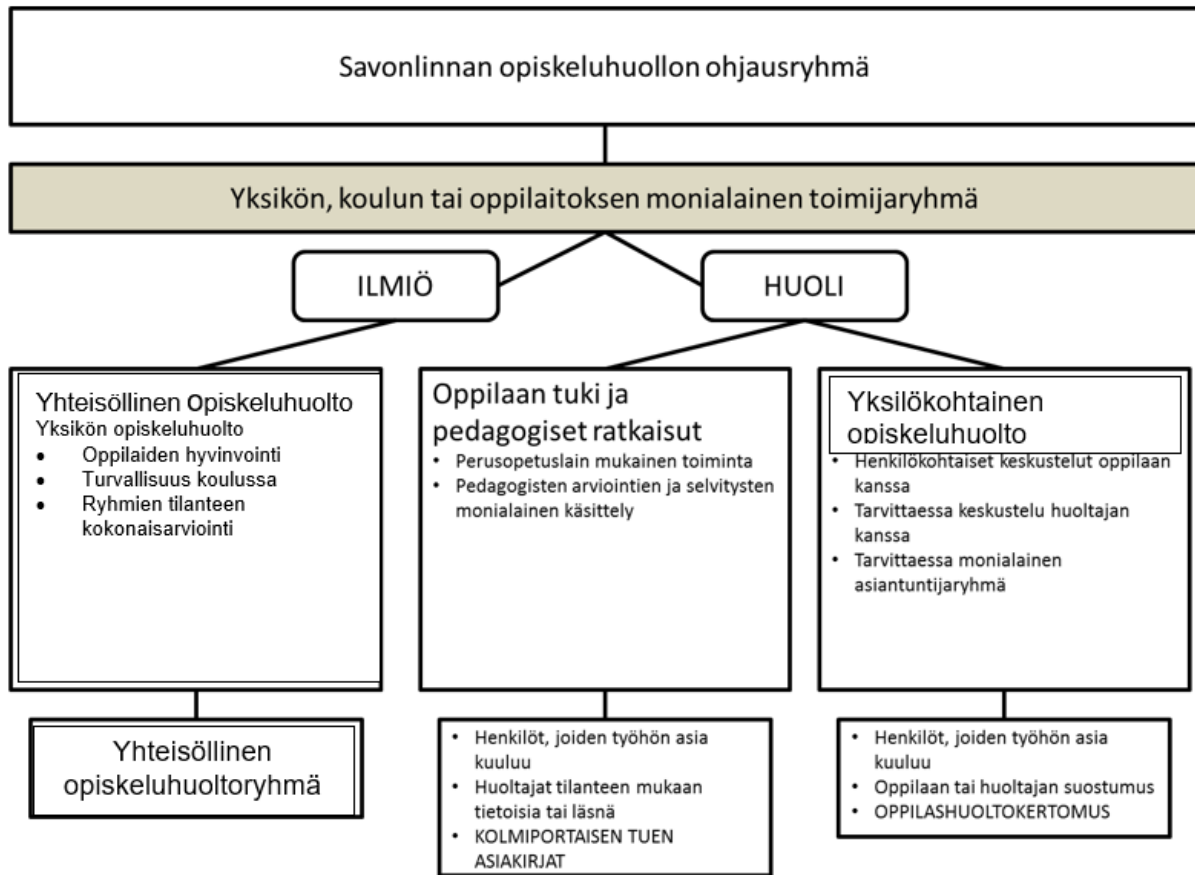 Savonlinnan opiskeluhuollon ohjausryhmä
Yksikön, koulun tai oppilaitoksen monialainen toimijaryhmä
ILMIÖ
HUOLI
Yhteisöllinen Opiskeluhuolto
Yksikön opiskeluhuolto
• Oppilaiden hyvinvointi
• Turvallisuus koulussa
• Ryhmien tilanteen
kokonaisarviointi
Oppilaan tuki ja
pedagogiset ratkaisut
• Perusopetuslain mukainen toiminta
• Pedagogisten arviointien ja selvitysten
monialainen käsittely
Yksilökohtainen
opiskeluhuolto
• Henkilökohtaiset keskustelut oppilaan
kanssa
• Tarvittaessa keskustelu huoltajan
kanssa
• Tarvittaessa monialainen
asiantuntijaryhmä
Yhteisöllinen
opiskeluhuoltoryhmä
• Henkilöt, joiden työhön asia
kuuluu
• Huoltajat tilanteen mukaan
tietoisia tai läsnä
• KOLMIPORTAISEN TUEN
ASIAKIRJAT
• Henkilöt, joiden työhön asia
kuuluu
• Oppilaan tai huoltajan suostumus
• OPPILASHUOLTOKERTOMUS